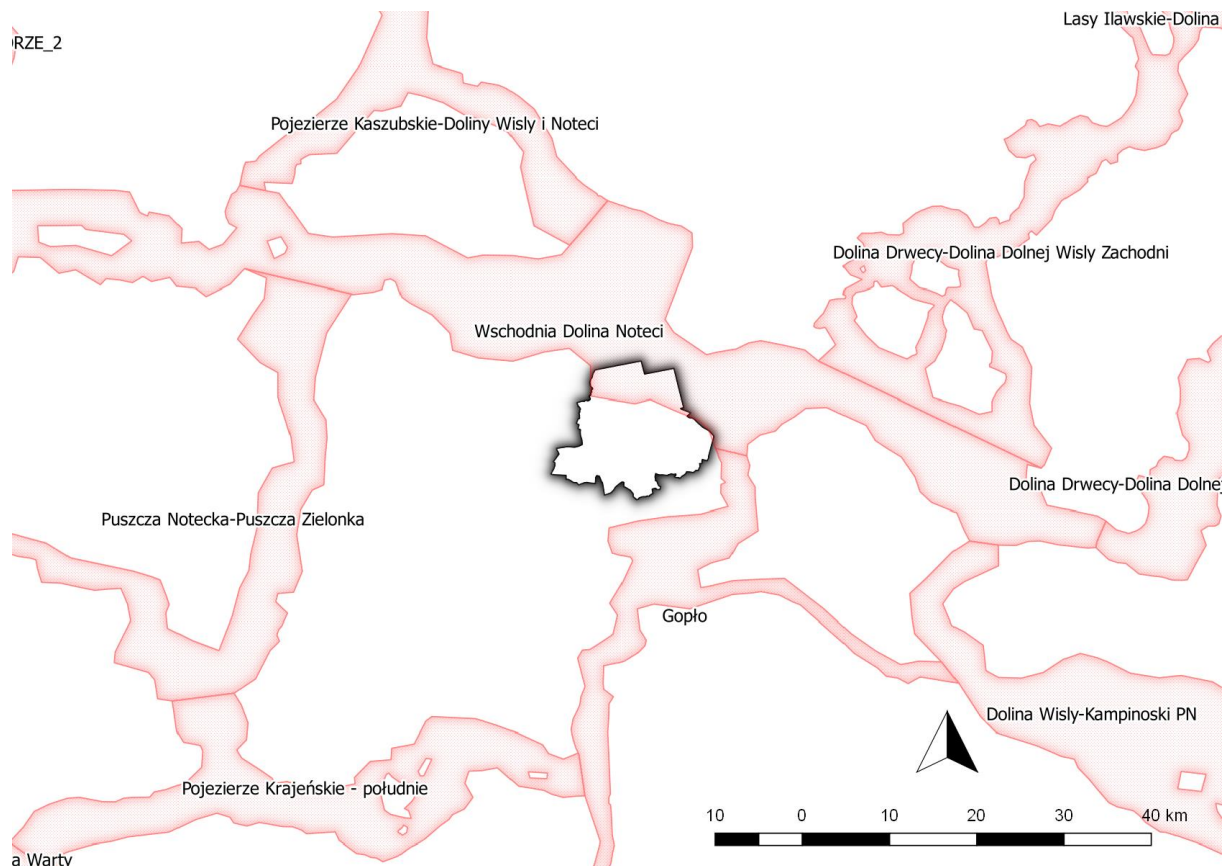 Lasy Ilawskie-Dolina
ORZE_2
Pojezierze Kaszubskie-Doliny Wisly i Noteci
Dolina Drwecy-Dolina Dolnej Wisly Zachodni
Wschodnia Dolina Noteci
Dolina Drwecy-Dolina Dolnej
Puszcza Notecka-Puszcza Zielonka
Gopło
Dolina Wisly-Kampinoski PN
Pojezierze Krajeńskie - południe
10 0 10 20 30 40 km
a Warty